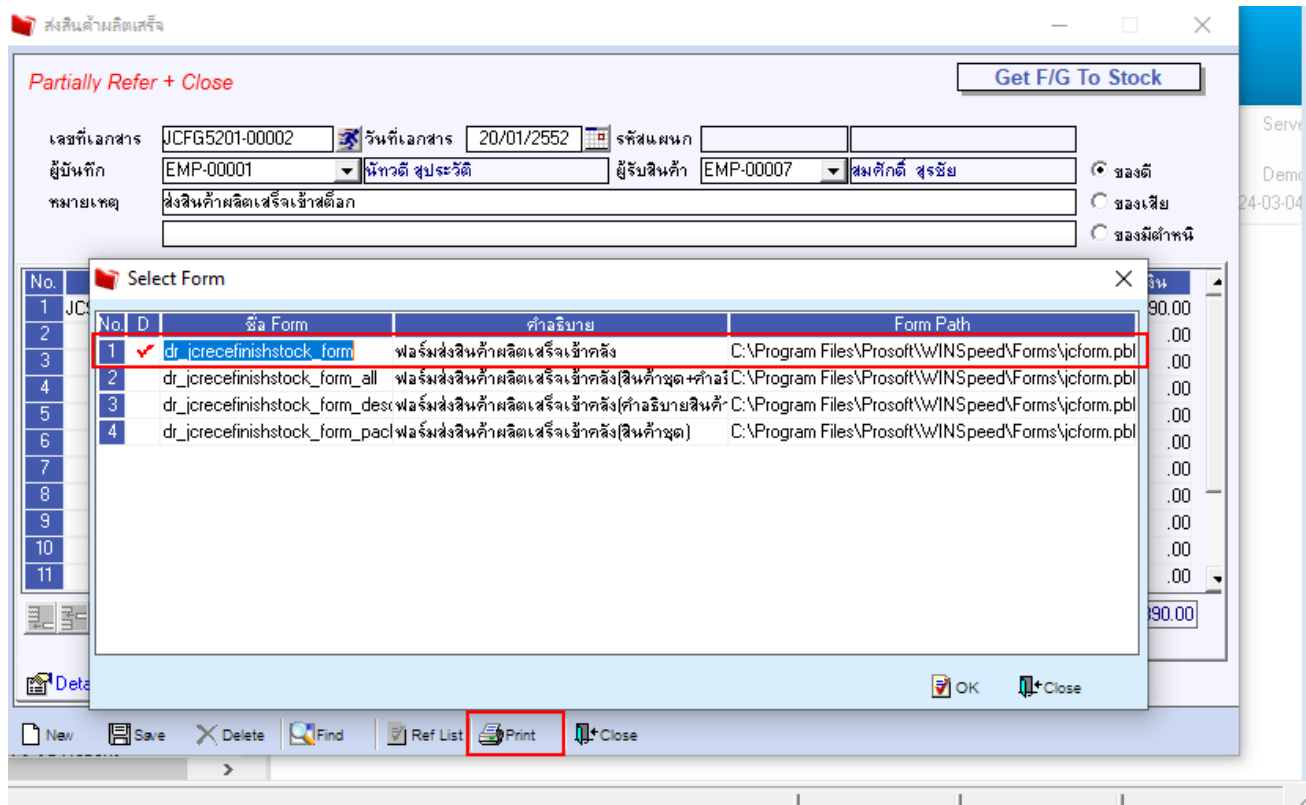 ส่งสินค้าผลิตเสร็จ
Partially Refer + Close
Get F/G To Stock
เลขที่เอกสาร JCFG5201-00002 วันที่เอกสาร 20/01/2552 รหัสแผนก
ผู้บันทึก EMP-00001 นัทวดี สุประวัติ ผู้รับสินค้า EMP-00007 สมศักดิ์ สุรชัย ของดี
หมายเหตุ ส่งสินค้าผลิตเสร็จเข้าสต็อก ของเสีย
ของมีตำหนิ
Serve
Demo
24-03-04
No.
1 JCS 90.00
2 .00
3 .00
4 .00
5 .00
6 .00
7 .00
8 .00
9 .00
10 .00
11 .00
390.00
Select Form
No. D ชื่อ Form คำอธิบาย Form Path
1 dr_jcrecefinishstock_form ฟอร์มส่งสินค้าผลิตเสร็จเข้าคลัง C:\Program Files\Prosoft\WINSpeed\Forms\jcform.pbl
2 dr_jcrecefinishstock_form_all ฟอร์มส่งสินค้าผลิตเสร็จเข้าคลัง(สินค้าชุด+คำอธิ C:\Program Files\Prosoft\WINSpeed\Forms\jcform.pbl
3 dr_jcrecefinishstock_form_desc ฟอร์มส่งสินค้าผลิตเสร็จเข้าคลัง(คำอธิบายสินค้า C:\Program Files\Prosoft\WINSpeed\Forms\jcform.pbl
4 dr_jcrecefinishstock_form_pack ฟอร์มส่งสินค้าผลิตเสร็จเข้าคลัง(สินค้าชุด) C:\Program Files\Prosoft\WINSpeed\Forms\jcform.pbl
OK Close
Deta
New Save Delete Find Ref List Print Close